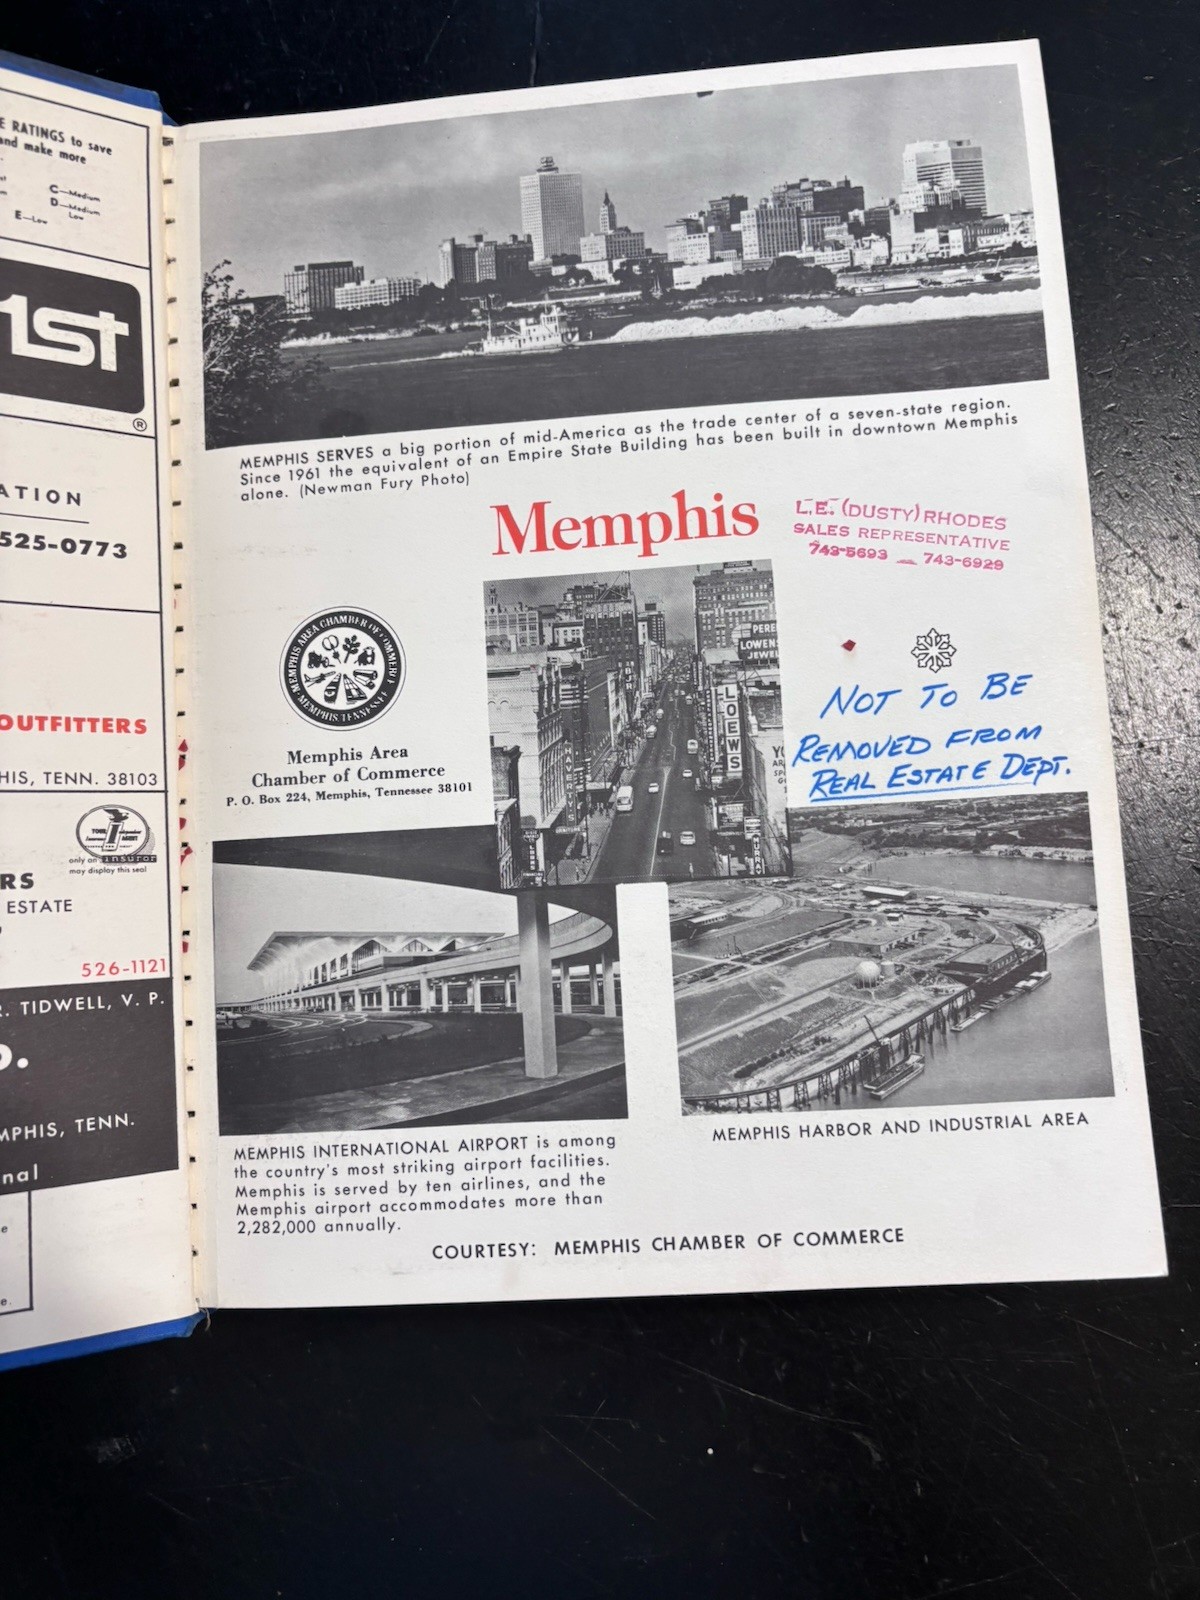 E RATINGS to save
and make more
C—Medium
D—Medium
Low
E—Low
1st
®
ATION
525-0773
OUTFITTERS
HIS, TENN. 38103
only an insuror
may display this seal
RS
ESTATE
526-1121
R. TIDWELL, V. P.
O.
MPHIS, TENN.
nal
e
e.
MEMPHIS SERVES a big portion of mid-America as the trade center of a seven-state region.
Since 1961 the equivalent of an Empire State Building has been built in downtown Memphis
alone. (Newman Fury Photo)
Memphis
L.E. (DUSTY) RHODES
SALES REPRESENTATIVE
743-5693 — 743-6929
MEMPHIS AREA CHAMBER OF COMMERCE
MEMPHIS TENNESSEE
Memphis Area
Chamber of Commerce
P. O. Box 224, Memphis, Tennessee 38101
PERE
LOWENS
JEWEL
LOEWS
HAVERTY'S
NOT TO BE
REMOVED FROM
REAL ESTATE DEPT.
MEMPHIS INTERNATIONAL AIRPORT is among
the country's most striking airport facilities.
Memphis is served by ten airlines, and the
Memphis airport accommodates more than
2,282,000 annually.
MEMPHIS HARBOR AND INDUSTRIAL AREA
COURTESY: MEMPHIS CHAMBER OF COMMERCE